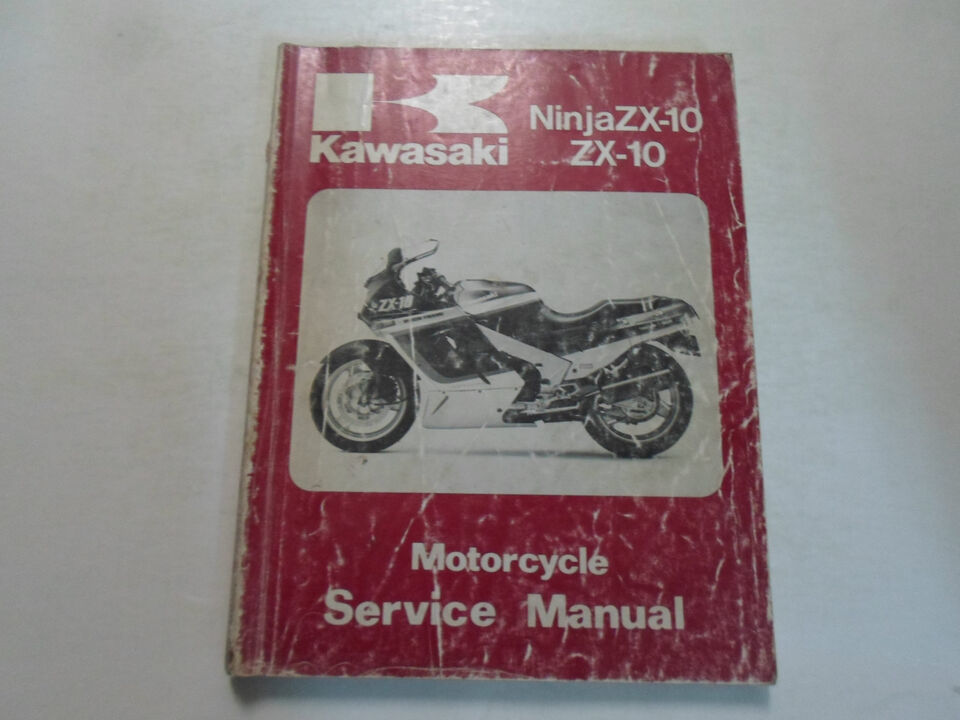 Kawasaki
NinjaZX-10
ZX-10
ZX-10
Motorcycle
Service Manual